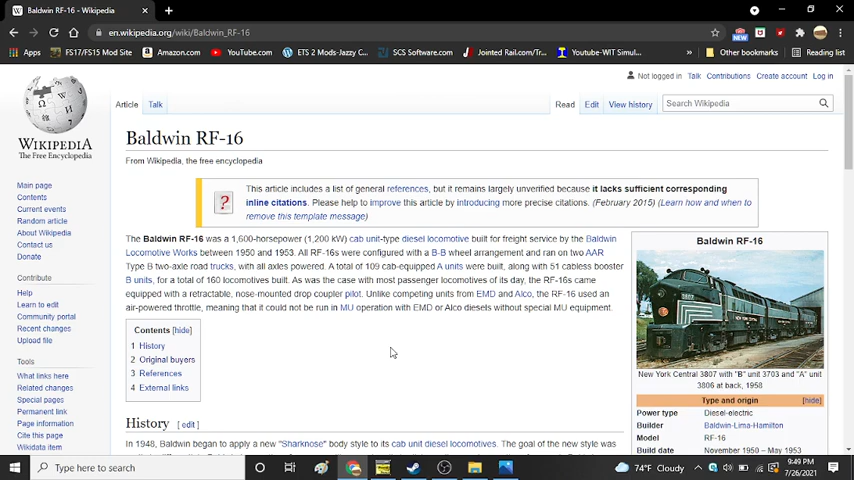 Baldwin RF-16 - Wikipedia
en.wikipedia.org/wiki/Baldwin_RF-16
NEW
Apps
FS17/FS15 Mod Site
Amazon.com
YouTube.com
ETS 2 Mods-Jazzy C...
SCS Software.com
Jointed Rail.com/Tr...
Youtube-WIT Simul...
»
Other bookmarks
Reading list
WIKIPEDIA
The Free Encyclopedia
Not logged in Talk Contributions Create account Log in
Article Talk
Read Edit View history
Search Wikipedia
Main page
Contents
Current events
Random article
About Wikipedia
Contact us
Donate
Contribute
Help
Learn to edit
Community portal
Recent changes
Upload file
Tools
What links here
Related changes
Special pages
Permanent link
Page information
Cite this page
Wikidata item
Baldwin RF-16
From Wikipedia, the free encyclopedia
?
This article includes a list of general references, but it remains largely unverified because it lacks sufficient corresponding
inline citations. Please help to improve this article by introducing more precise citations. (February 2015) (Learn how and when to
remove this template message)
The Baldwin RF-16 was a 1,600-horsepower (1,200 kW) cab unit-type diesel locomotive built for freight service by the Baldwin
Locomotive Works between 1950 and 1953. All RF-16s were configured with a B-B wheel arrangement and ran on two AAR
Type B two-axle road trucks, with all axles powered. A total of 109 cab-equipped A units were built, along with 51 cabless booster
B units, for a total of 160 locomotives built. As was the case with most passenger locomotives of its day, the RF-16s came
equipped with a retractable, nose-mounted drop coupler pilot. Unlike competing units from EMD and Alco, the RF-16 used an
air-powered throttle, meaning that it could not be run in MU operation with EMD or Alco diesels without special MU equipment.
Contents [hide]
1 History
2 Original buyers
3 References
4 External links
History [ edit ]
In 1948, Baldwin began to apply a new "Sharknose" body style to its cab unit diesel locomotives. The goal of the new style was
Baldwin RF-16
3807
NEW YORK CENTRAL
New York Central 3807 with "B" unit 3703 and "A" unit
3806 at back, 1958
Type and origin [hide]
Power type Diesel-electric
Builder Baldwin-Lima-Hamilton
Model RF-16
Build date November 1950 – May 1953
Type here to search
74°F Cloudy
9:49 PM
7/26/2021